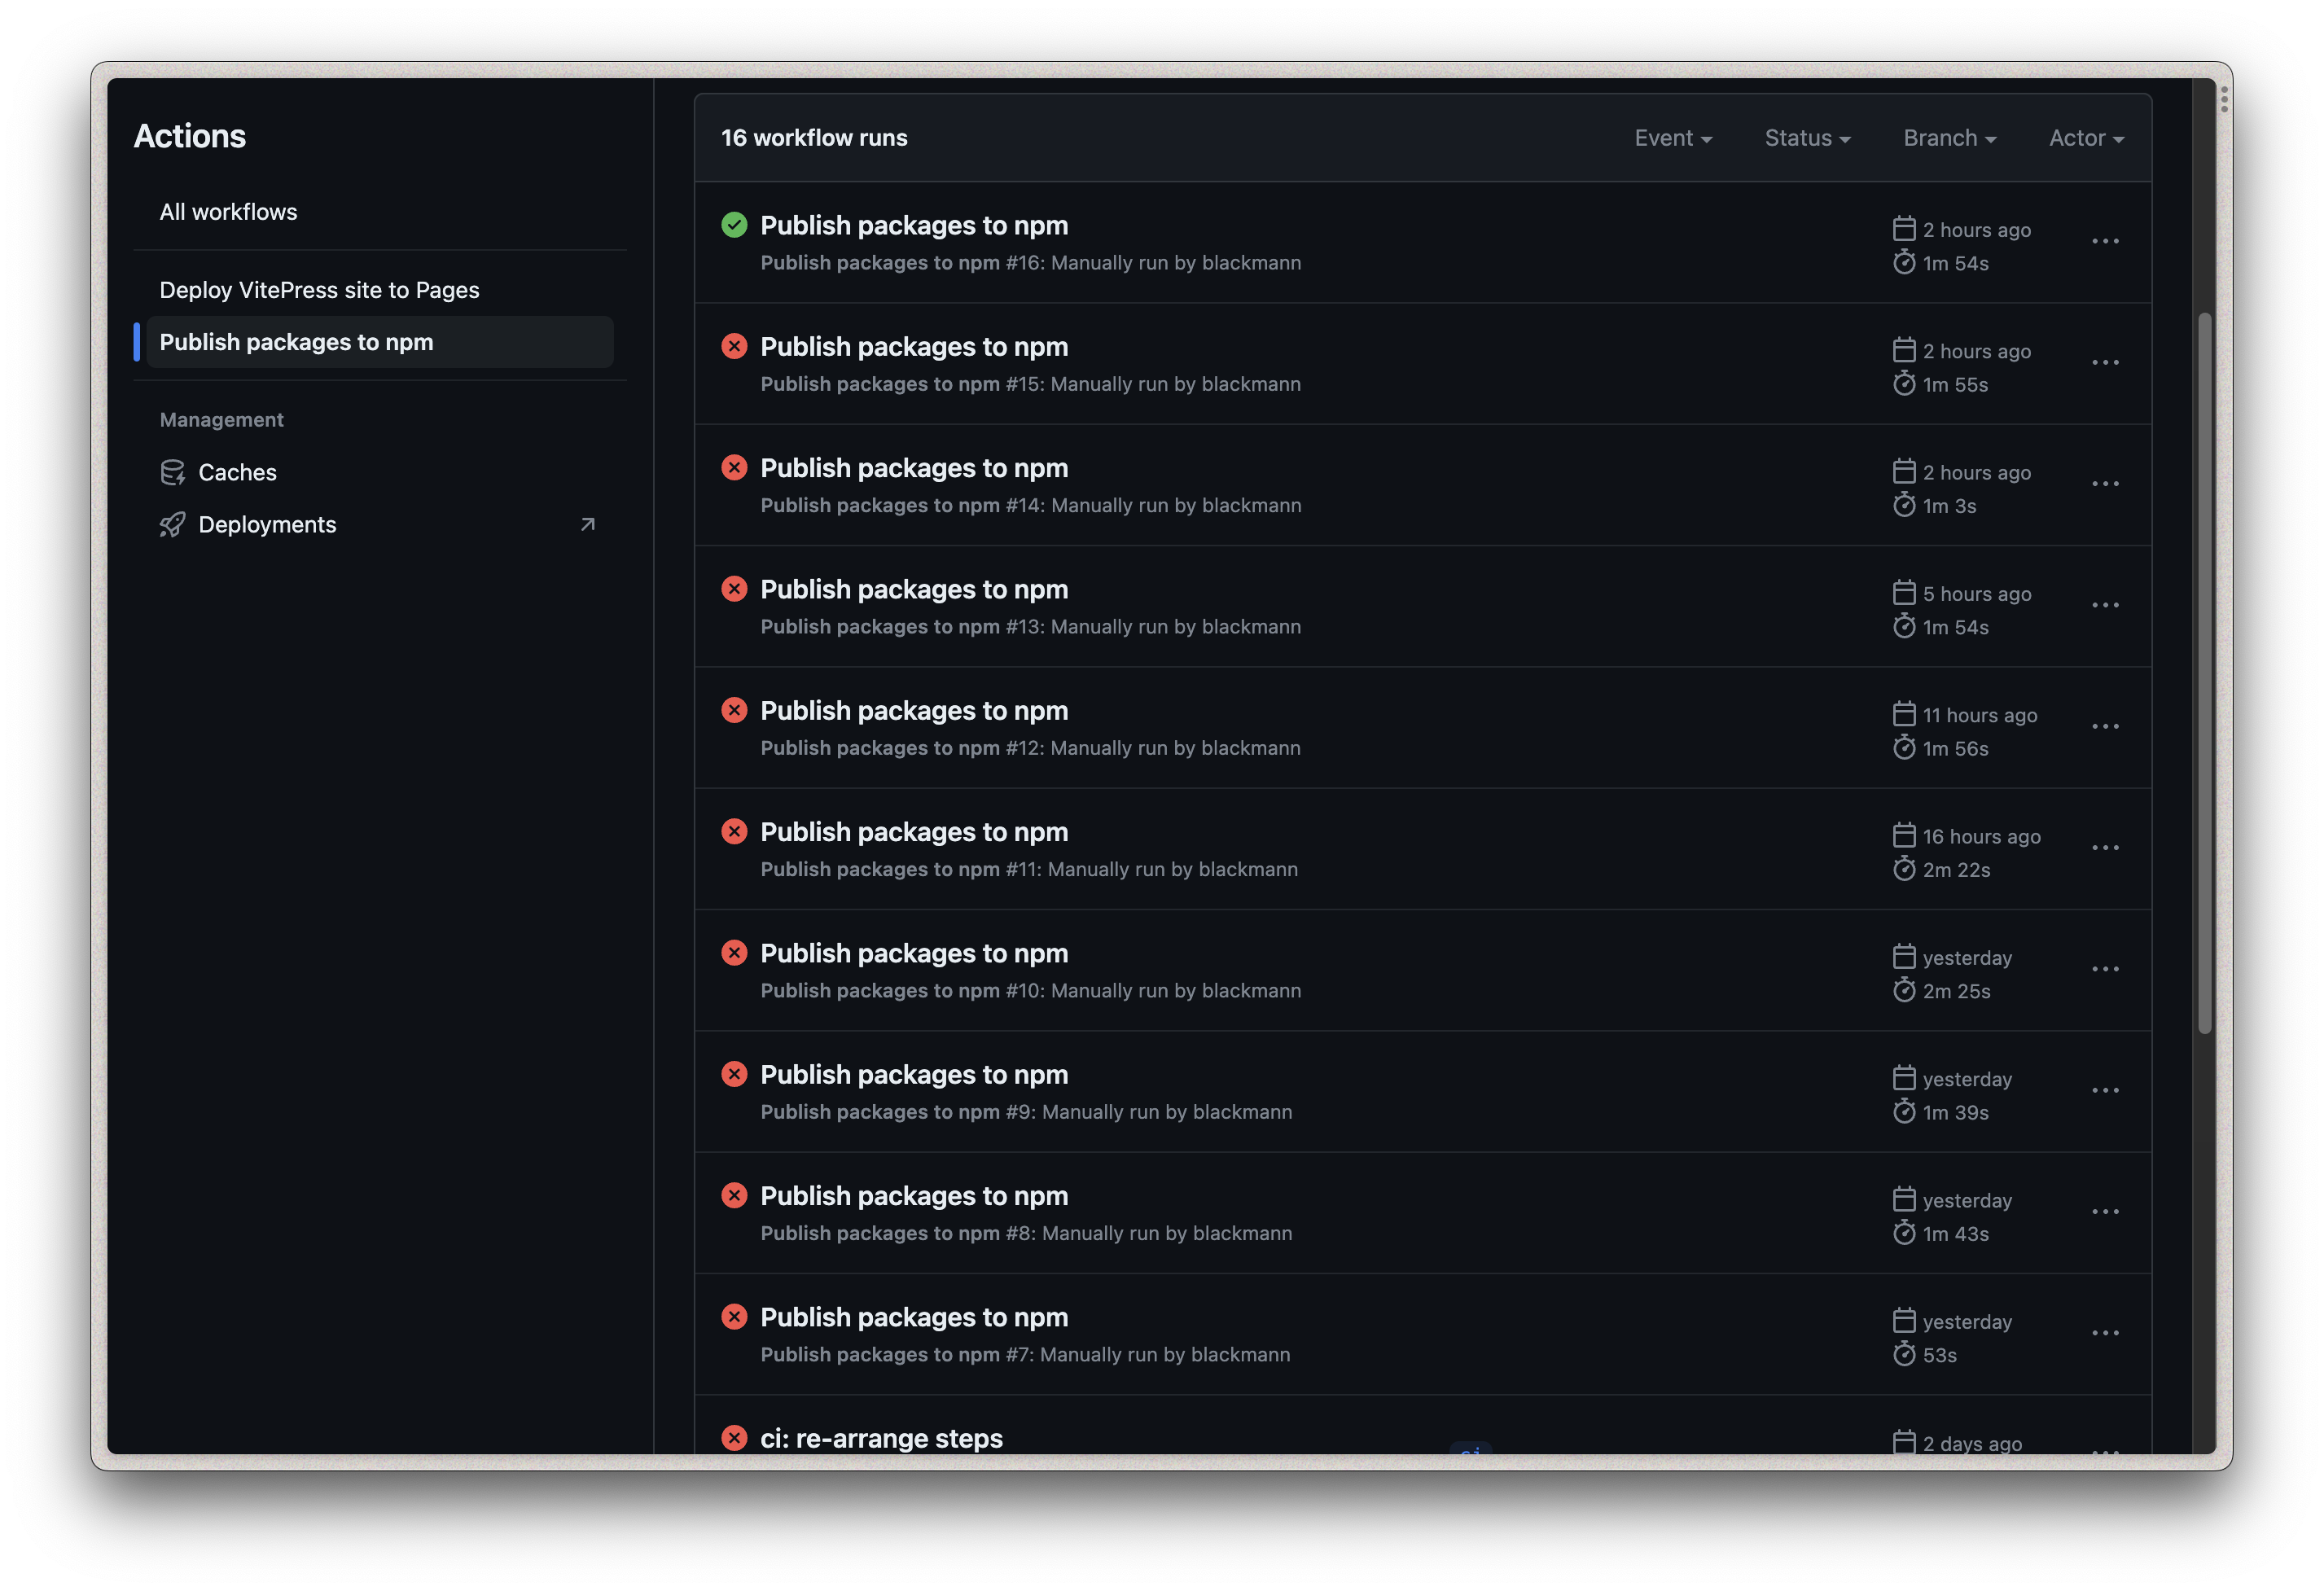 Actions
All workflows
Deploy VitePress site to Pages
Publish packages to npm
Management
Caches
Deployments
16 workflow runs
Event
Status
Branch
Actor
Publish packages to npm
Publish packages to npm #16: Manually run by blackmann
2 hours ago
1m 54s
Publish packages to npm
Publish packages to npm #15: Manually run by blackmann
2 hours ago
1m 55s
Publish packages to npm
Publish packages to npm #14: Manually run by blackmann
2 hours ago
1m 3s
Publish packages to npm
Publish packages to npm #13: Manually run by blackmann
5 hours ago
1m 54s
Publish packages to npm
Publish packages to npm #12: Manually run by blackmann
11 hours ago
1m 56s
Publish packages to npm
Publish packages to npm #11: Manually run by blackmann
16 hours ago
2m 22s
Publish packages to npm
Publish packages to npm #10: Manually run by blackmann
yesterday
2m 25s
Publish packages to npm
Publish packages to npm #9: Manually run by blackmann
yesterday
1m 39s
Publish packages to npm
Publish packages to npm #8: Manually run by blackmann
yesterday
1m 43s
Publish packages to npm
Publish packages to npm #7: Manually run by blackmann
yesterday
53s
ci: re-arrange steps
2 days ago